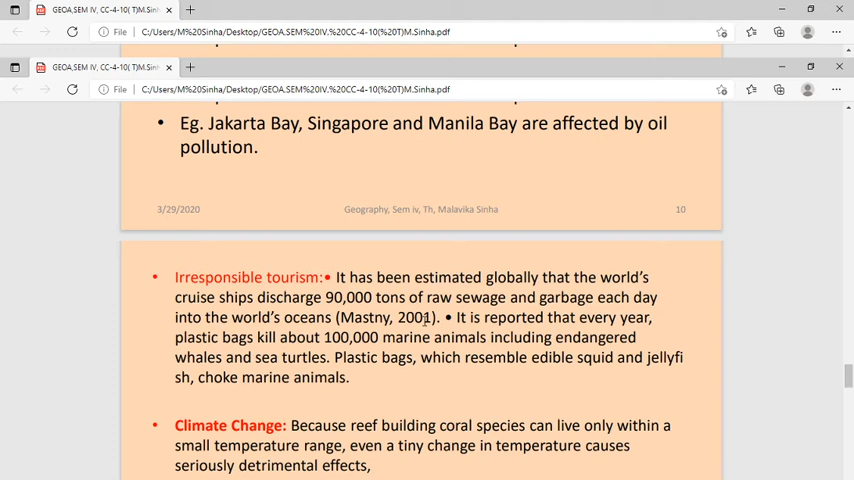 GEOA,SEM IV, CC-4-10( T)M.Sinh
File C:/Users/M%20Sinha/Desktop/GEOA,SEM%20IV.%20CC-4-10(%20T)M.Sinha.pdf
GEOA,SEM IV, CC-4-10( T)M.Sinh
File C:/Users/M%20Sinha/Desktop/GEOA,SEM%20IV.%20CC-4-10(%20T)M.Sinha.pdf
• Eg. Jakarta Bay, Singapore and Manila Bay are affected by oil
pollution.
3/29/2020 Geography, Sem iv, Th, Malavika Sinha 10
• Irresponsible tourism:• It has been estimated globally that the world's
cruise ships discharge 90,000 tons of raw sewage and garbage each day
into the world's oceans (Mastny, 2001). • It is reported that every year,
plastic bags kill about 100,000 marine animals including endangered
whales and sea turtles. Plastic bags, which resemble edible squid and jellyfi
sh, choke marine animals.
• Climate Change: Because reef building coral species can live only within a
small temperature range, even a tiny change in temperature causes
seriously detrimental effects,